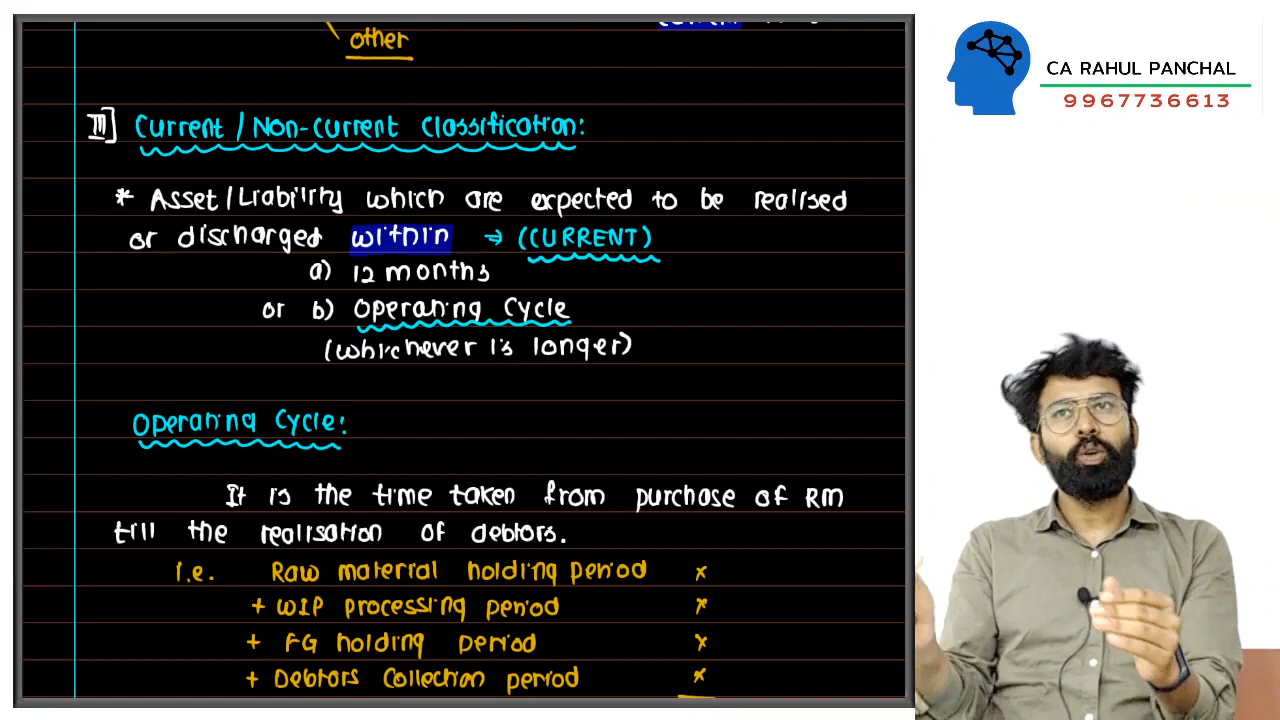 other
III] Current / Non-current Classification:
* Asset/Liability which are expected to be realised
or discharged within → (CURRENT)
a) 12 months
or b) Operating Cycle
(whichever is longer)
Operating Cycle:
It is the time taken from purchase of RM
till the realisation of debtors.
i.e. Raw material holding period x
+ WIP processing period x
+ FG holding period x
+ Debtors Collection period x
CA RAHUL PANCHAL
9967736613